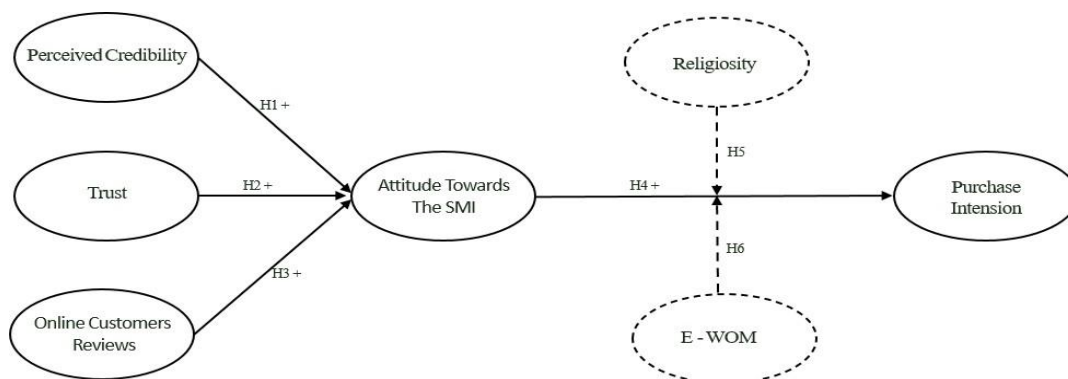 Perceived Credibility
H1 +
Trust
H2 +
Online Customers
Reviews
H3 +
Attitude Towards
The SMI
H4 +
Religiosity
H5
H6
E - WOM
Purchase
Intension